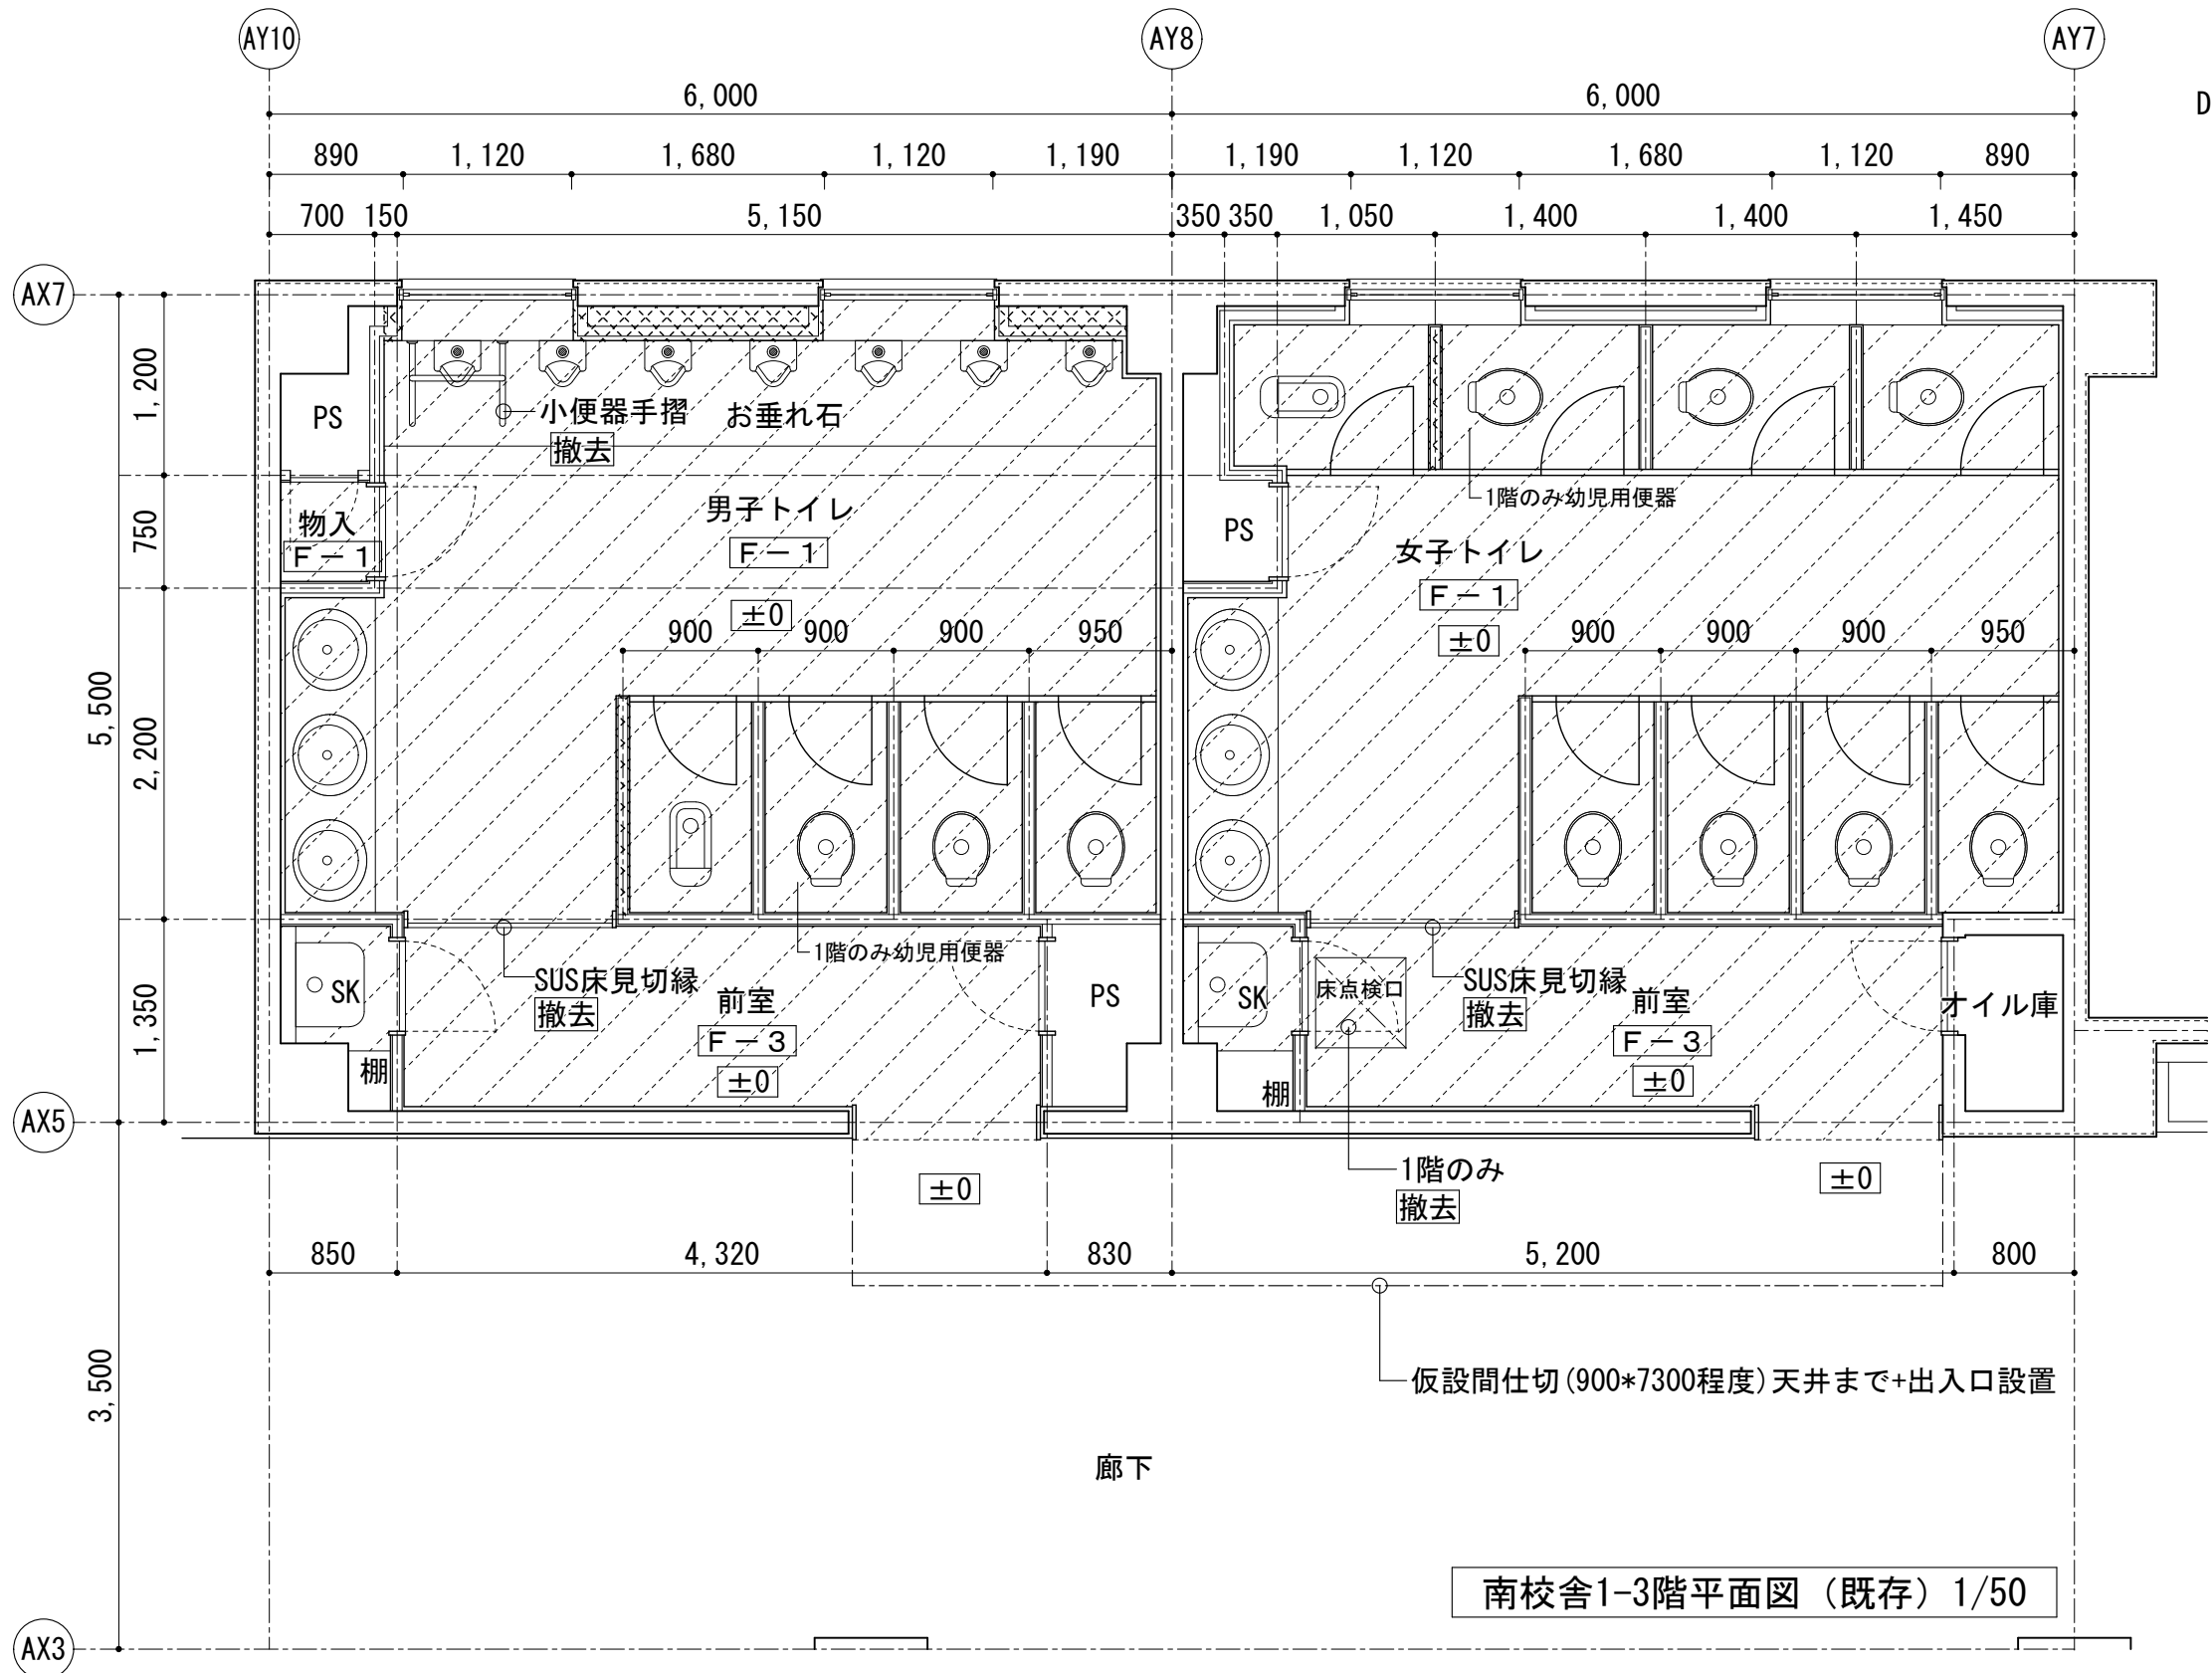 AY10
AY8
AY7
6,000
6,000
D
890
1,120
1,680
1,120
1,190
1,190
1,120
1,680
1,120
890
700
150
5,150
350
350
1,050
1,400
1,400
1,450
AX7
1,200
PS
小便器手摺
撤去
お垂れ石
1階のみ幼児用便器
750
物入
F-1
男子トイレ
F-1
±0
PS
女子トイレ
F-1
±0
900
900
900
950
900
900
900
950
5,500
2,200
1階のみ幼児用便器
1,350
SK
棚
SUS床見切縁
撤去
前室
F-3
±0
PS
SK
棚
床点検口
SUS床見切縁
撤去
前室
F-3
±0
オイル庫
AX5
±0
1階のみ
撤去
±0
850
4,320
830
5,200
800
3,500
仮設間仕切(900*7300程度)天井まで+出入口設置
廊下
南校舎1-3階平面図（既存）1/50
AX3